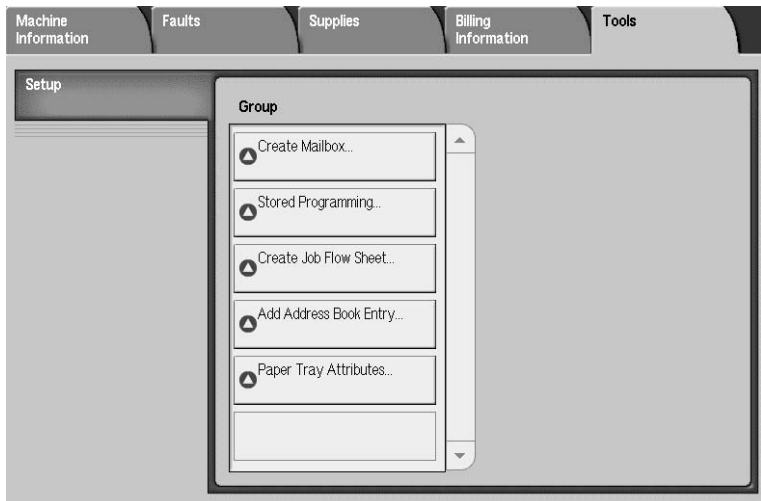 Machine
Information
Faults
Supplies
Billing
Information
Tools
Setup
Group
Create Mailbox...
Stored Programming...
Create Job Flow Sheet...
Add Address Book Entry...
Paper Tray Attributes...